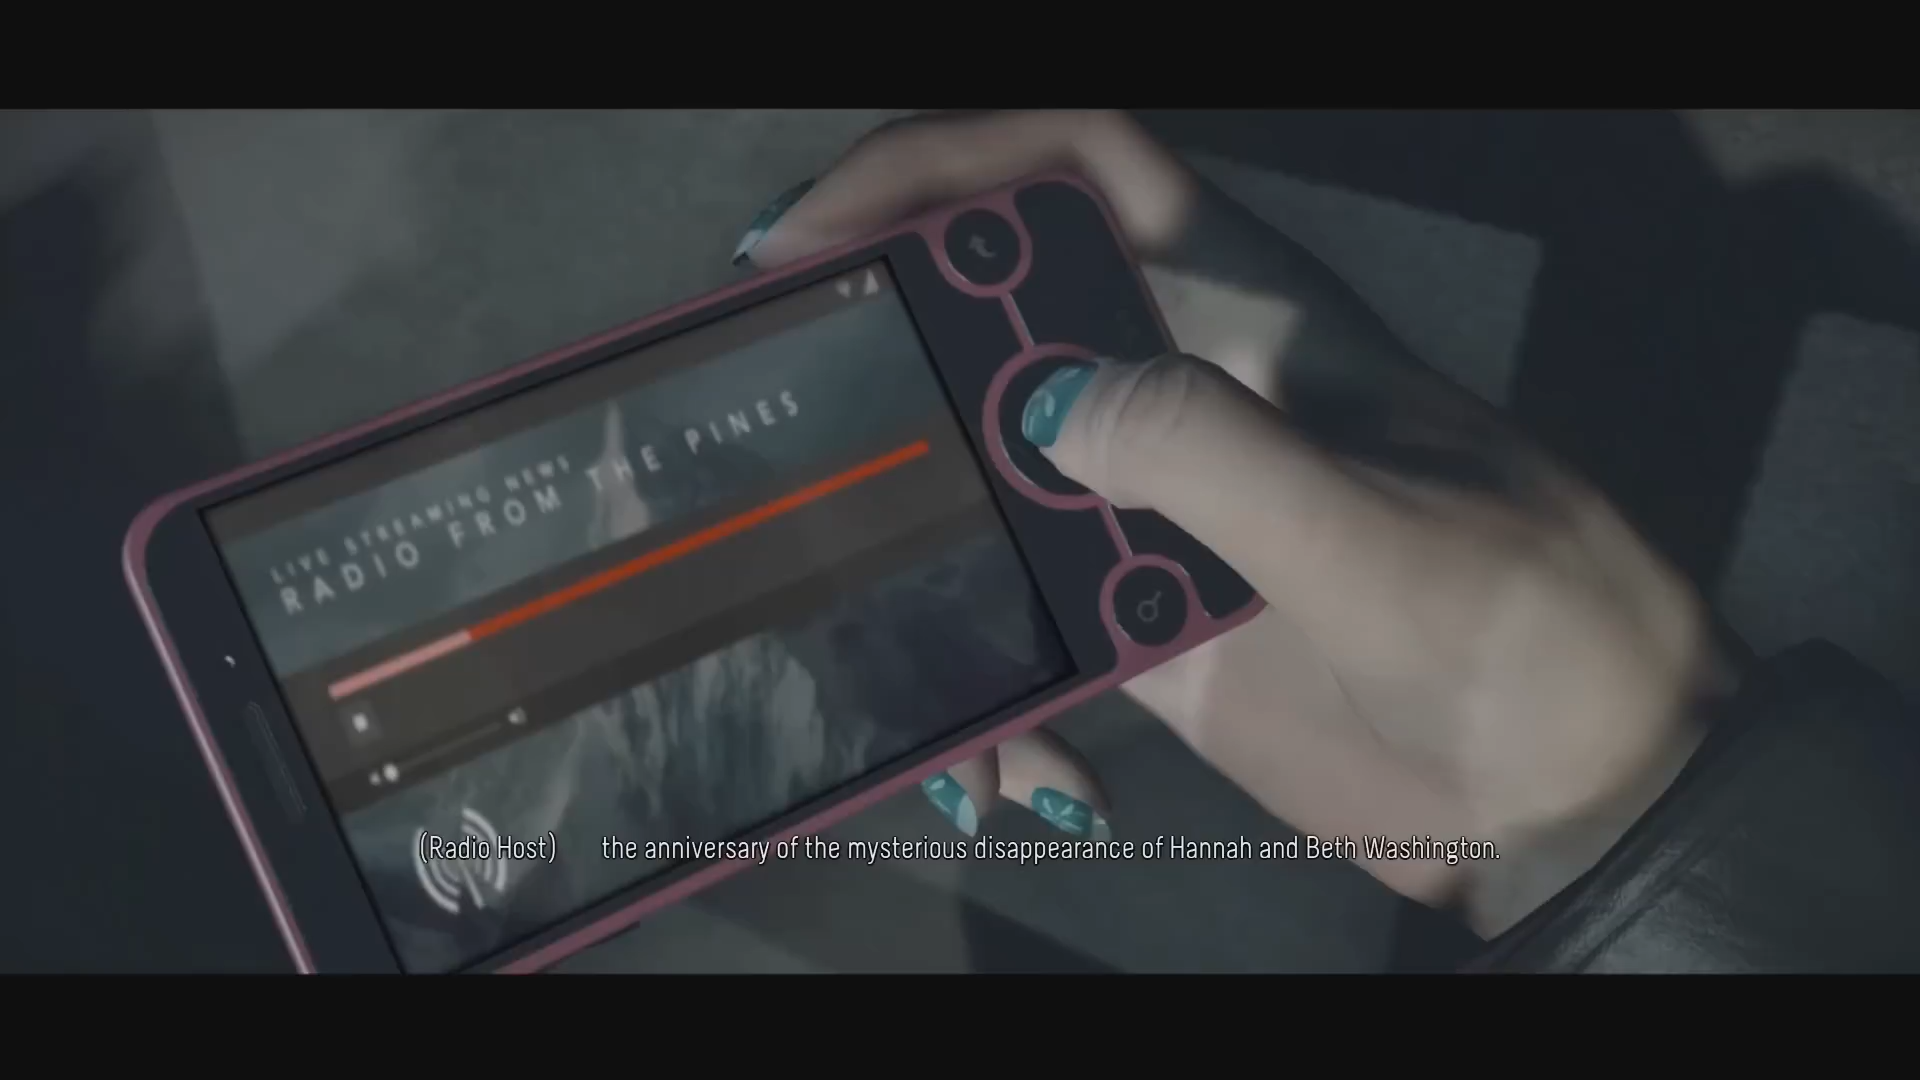 LIVE STREAMING NEWS
RADIO FROM THE PINES
(Radio Host) the anniversary of the mysterious disappearance of Hannah and Beth Washington.